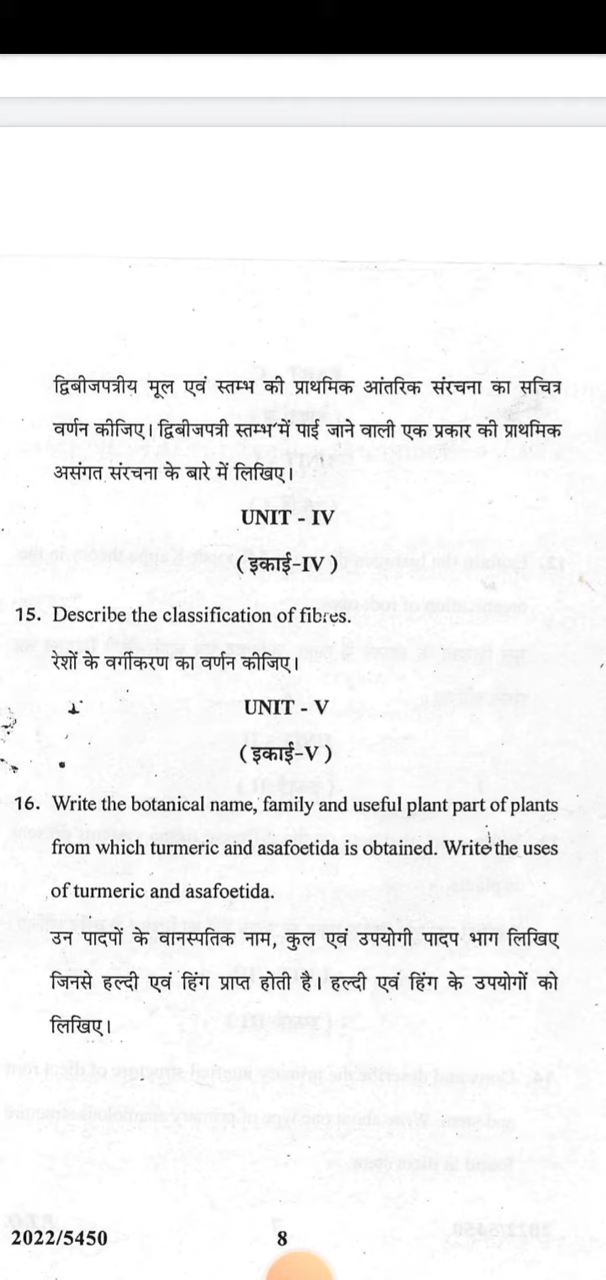 द्विबीजपत्रीय मूल एवं स्तम्भ की प्राथमिक आंतरिक संरचना का सचित्र
वर्णन कीजिए। द्विबीजपत्री स्तम्भ में पाई जाने वाली एक प्रकार की प्राथमिक
असंगत संरचना के बारे में लिखिए।
UNIT - IV
(इकाई-IV)
15. Describe the classification of fibres.
रेशों के वर्गीकरण का वर्णन कीजिए।
UNIT - V
(इकाई-V)
16. Write the botanical name, family and useful plant part of plants
from which turmeric and asafoetida is obtained. Write the uses
of turmeric and asafoetida.
उन पादपों के वानस्पतिक नाम, कुल एवं उपयोगी पादप भाग लिखिए
जिनसे हल्दी एवं हिंग प्राप्त होती है। हल्दी एवं हिंग के उपयोगों को
लिखिए।
2022/5450 8